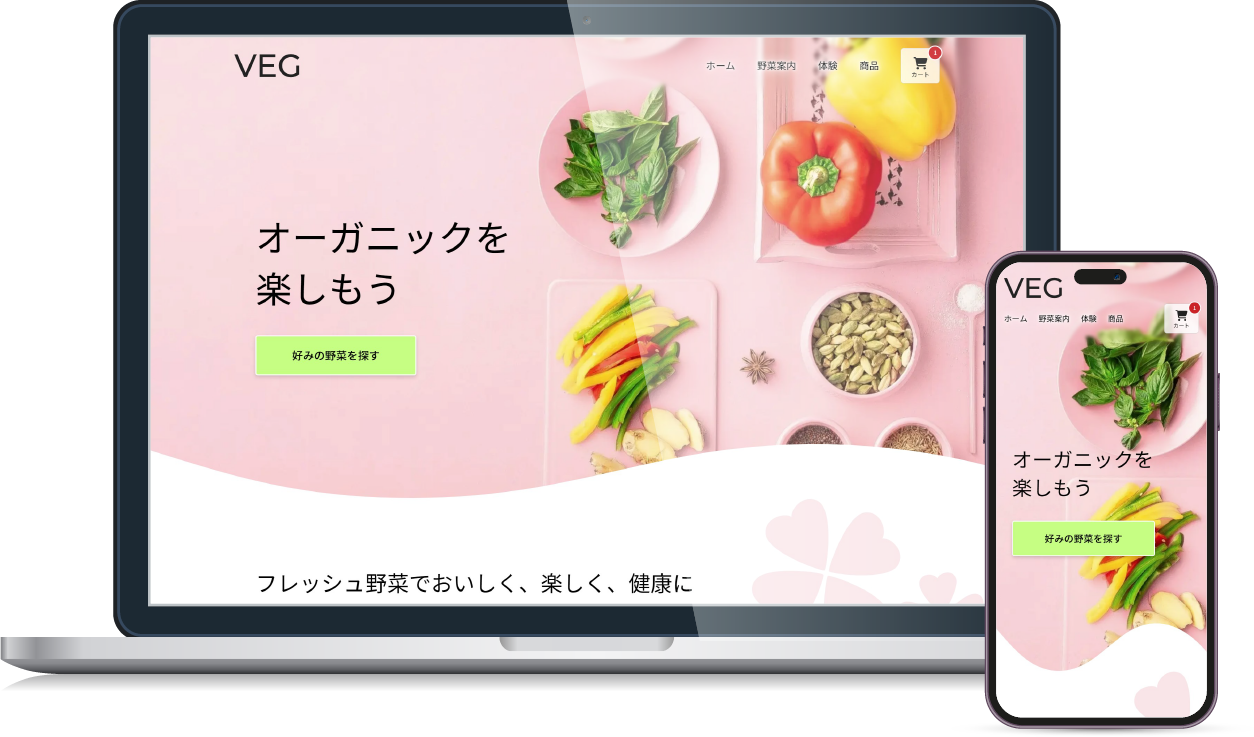 VEG
ホーム 野菜案内 体験 商品
1
カート
オーガニックを
楽しもう
好みの野菜を探す
フレッシュ野菜でおいしく、楽しく、健康に
VEG
ホーム 野菜案内 体験 商品
1
カート
オーガニックを
楽しもう
好みの野菜を探す